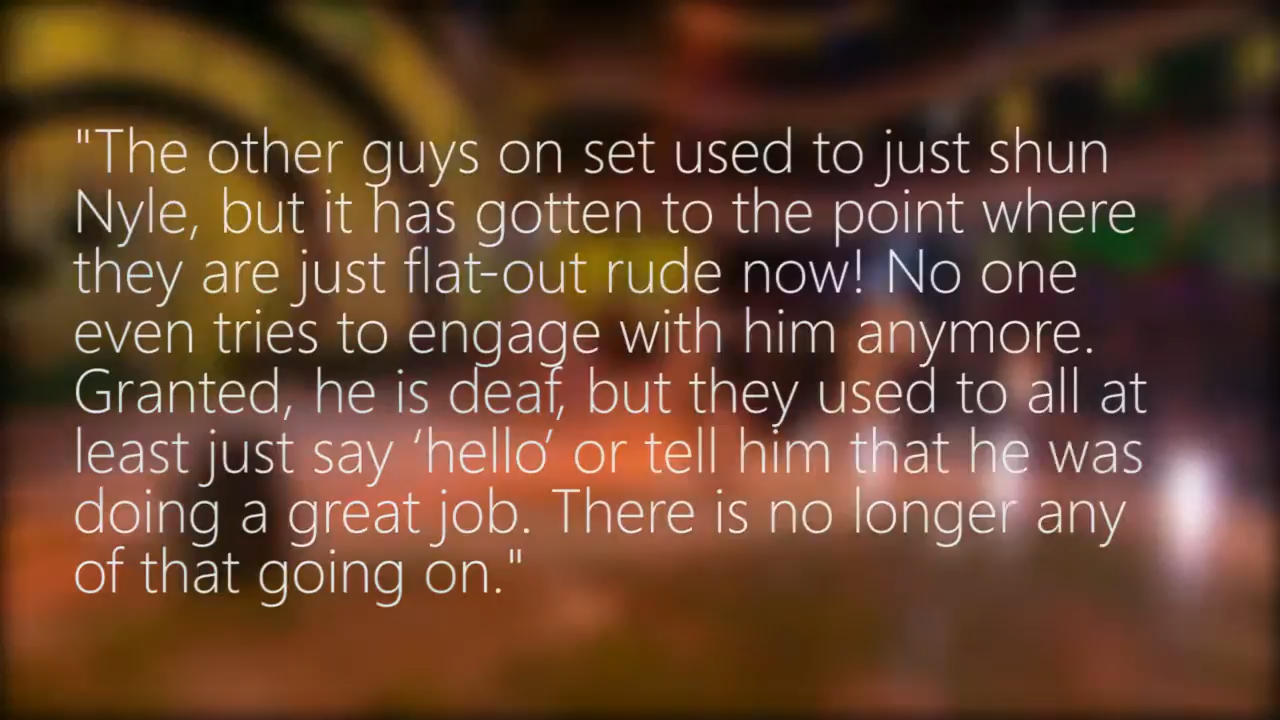 "The other guys on set used to just shun
Nyle, but it has gotten to the point where
they are just flat-out rude now! No one
even tries to engage with him anymore.
Granted, he is deaf, but they used to all at
least just say ‘hello’ or tell him that he was
doing a great job. There is no longer any
of that going on."